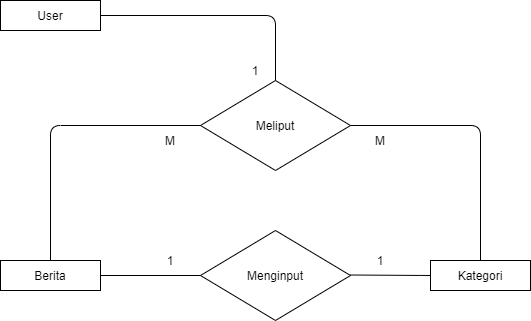 User
1
Meliput
M
M
1
1
Berita
Menginput
Kategori